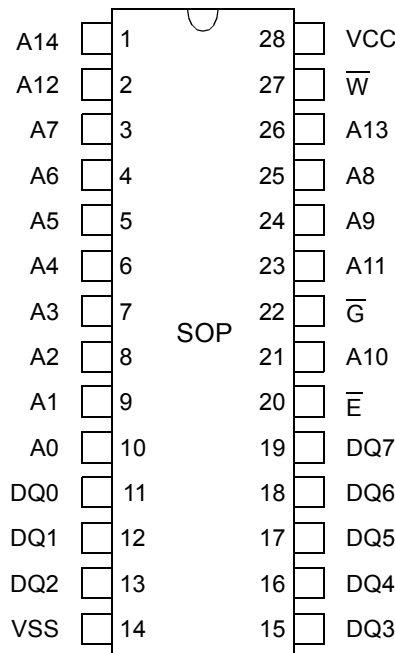 A14 1 28 VCC
A12 2 27 W̅
A7 3 26 A13
A6 4 25 A8
A5 5 24 A9
A4 6 23 A11
A3 7 22 G̅
SOP
A2 8 21 A10
A1 9 20 E̅
A0 10 19 DQ7
DQ0 11 18 DQ6
DQ1 12 17 DQ5
DQ2 13 16 DQ4
VSS 14 15 DQ3